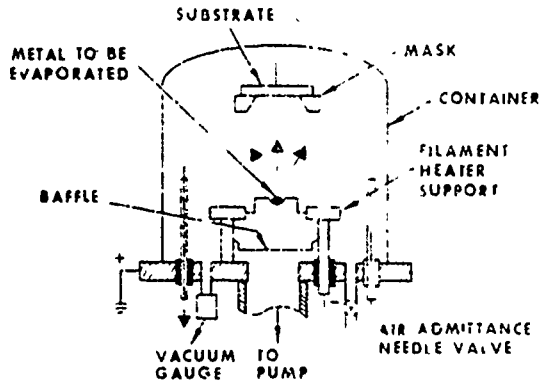 SUBSTRATE
METAL TO BE
EVAPORATED
MASK
CONTAINER
FILAMENT
HEATER
SUPPORT
BAFFLE
+
VACUUM
GAUGE
TO
PUMP
AIR ADMITTANCE
NEEDLE VALVE